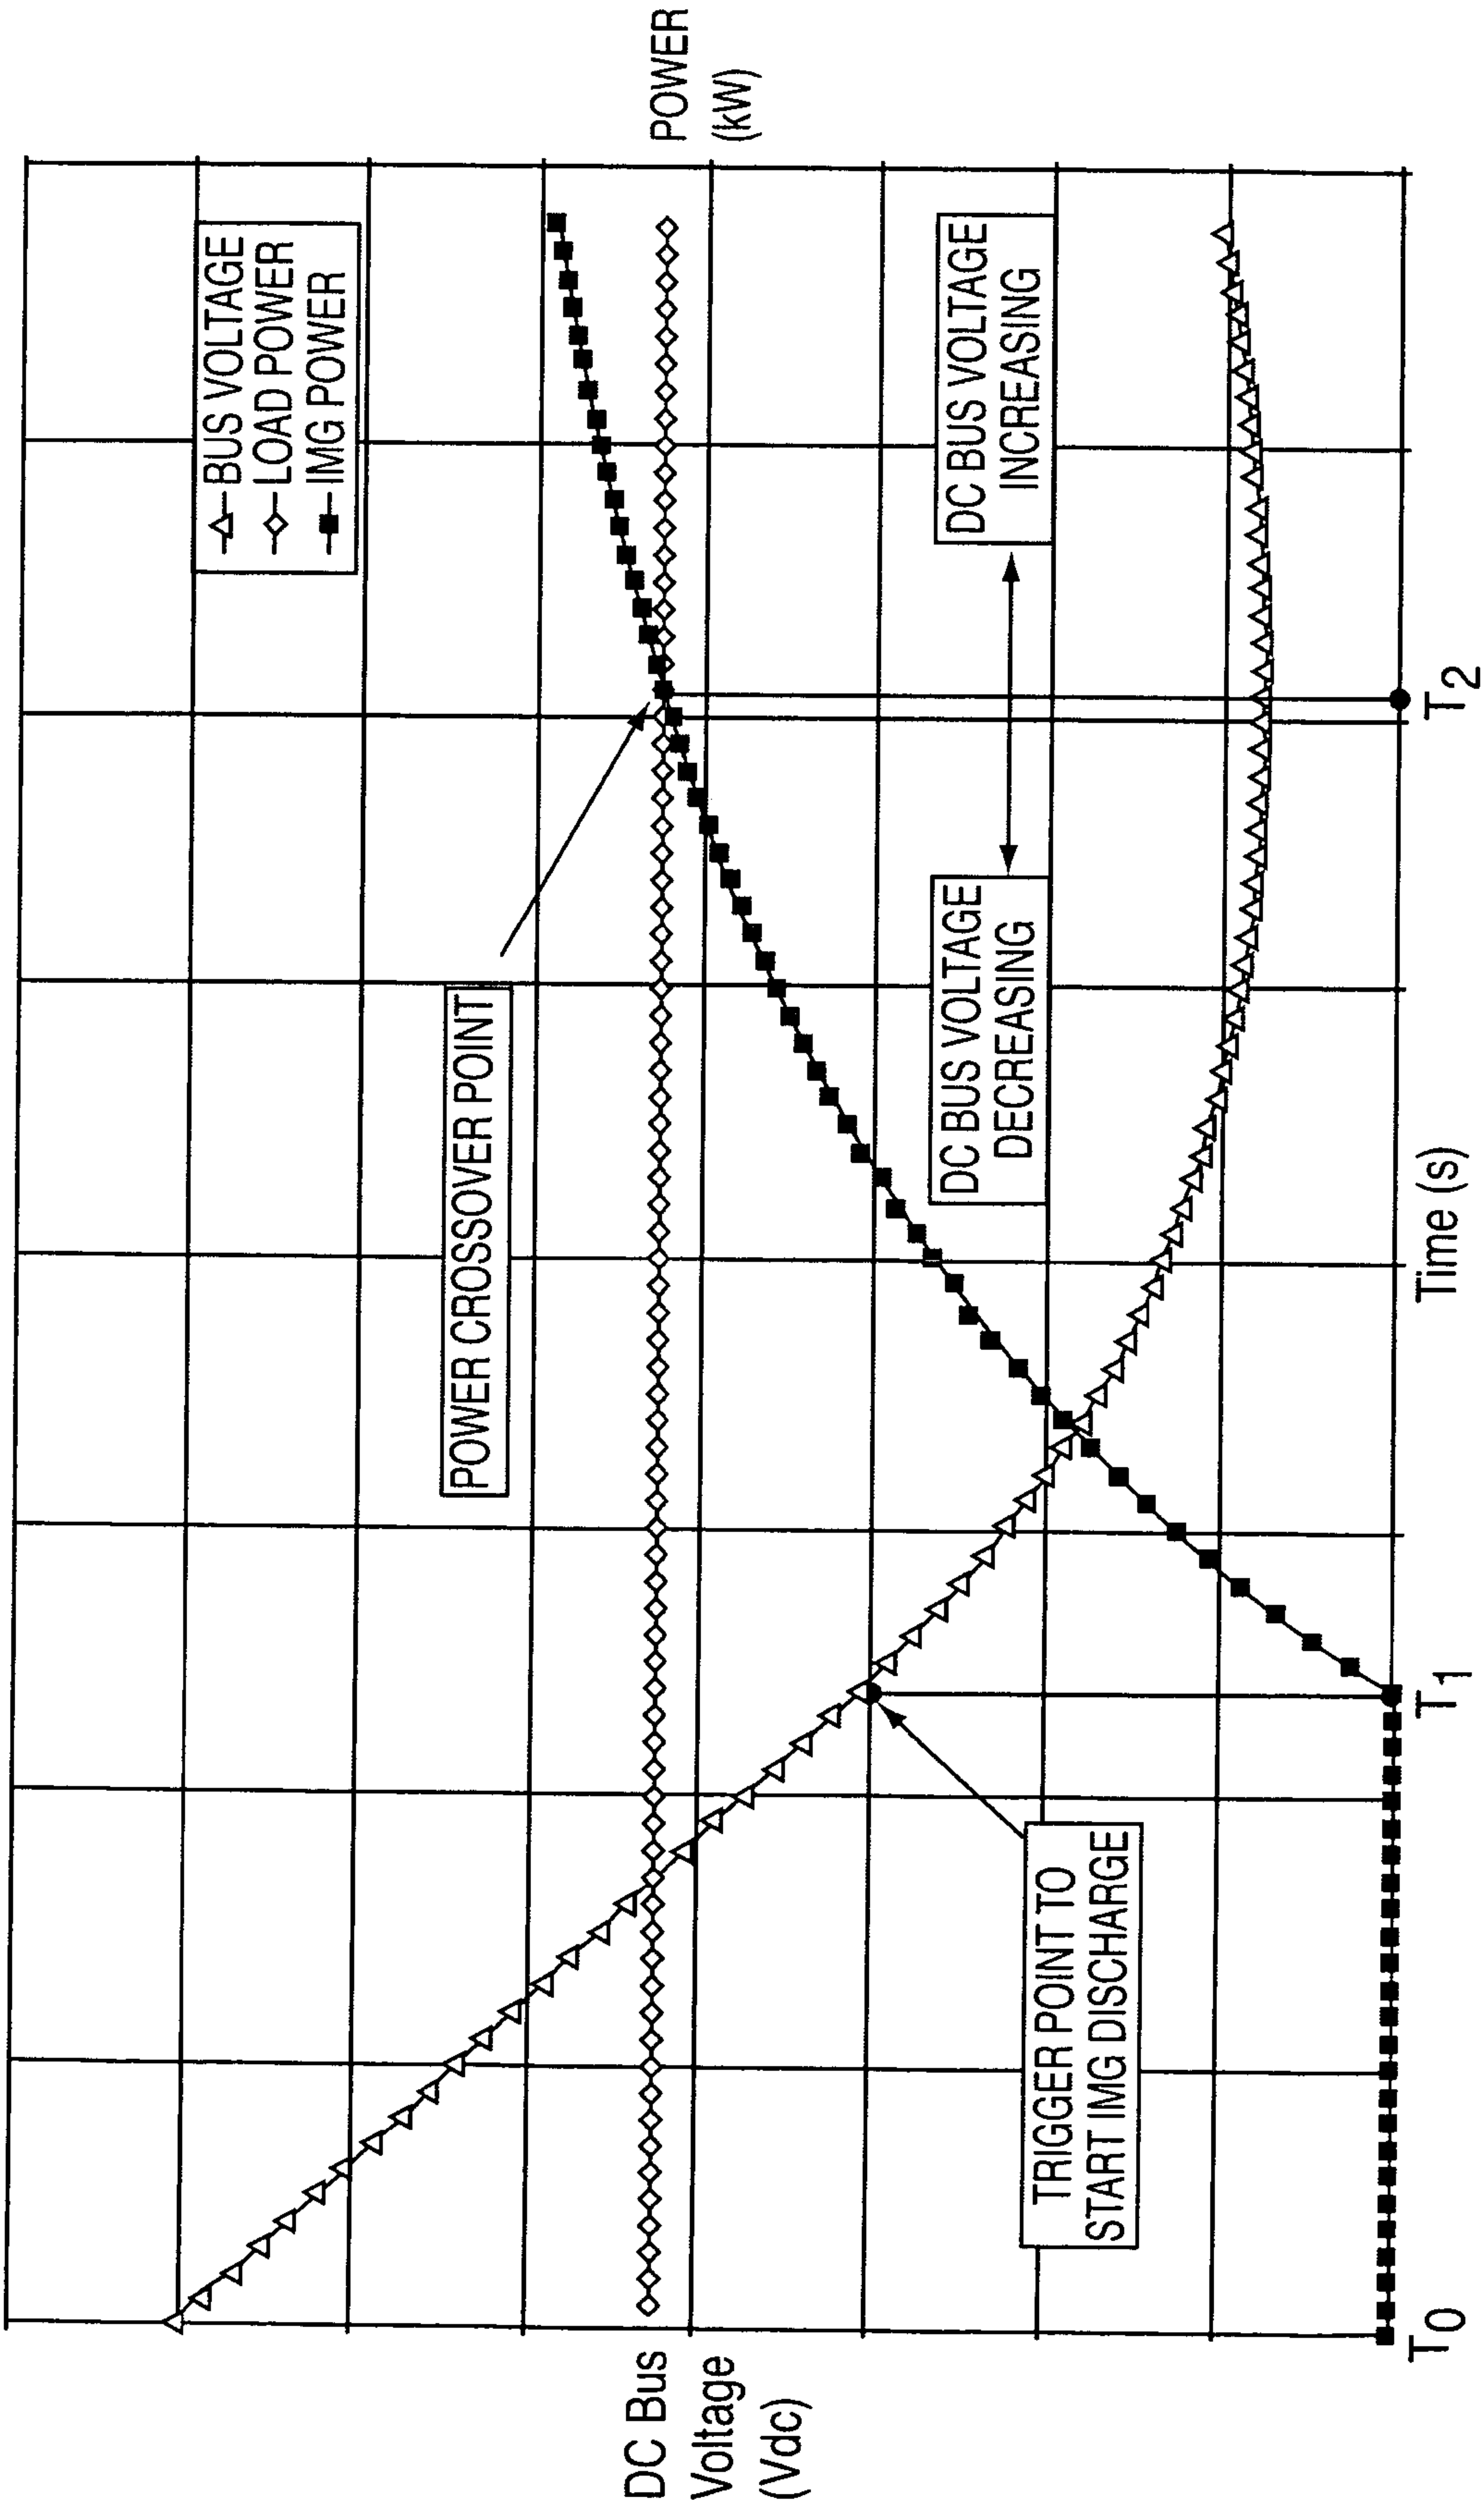 BUS VOLTAGE
LOAD POWER
IMG POWER
POWER CROSSOVER POINT
DC Bus
Voltage
(Vdc)
POWER
(kW)
DC BUS VOLTAGE
DECREASING
DC BUS VOLTAGE
INCREASING
TRIGGER POINT TO
START IMG DISCHARGE
T0
T1
Time (s)
T2